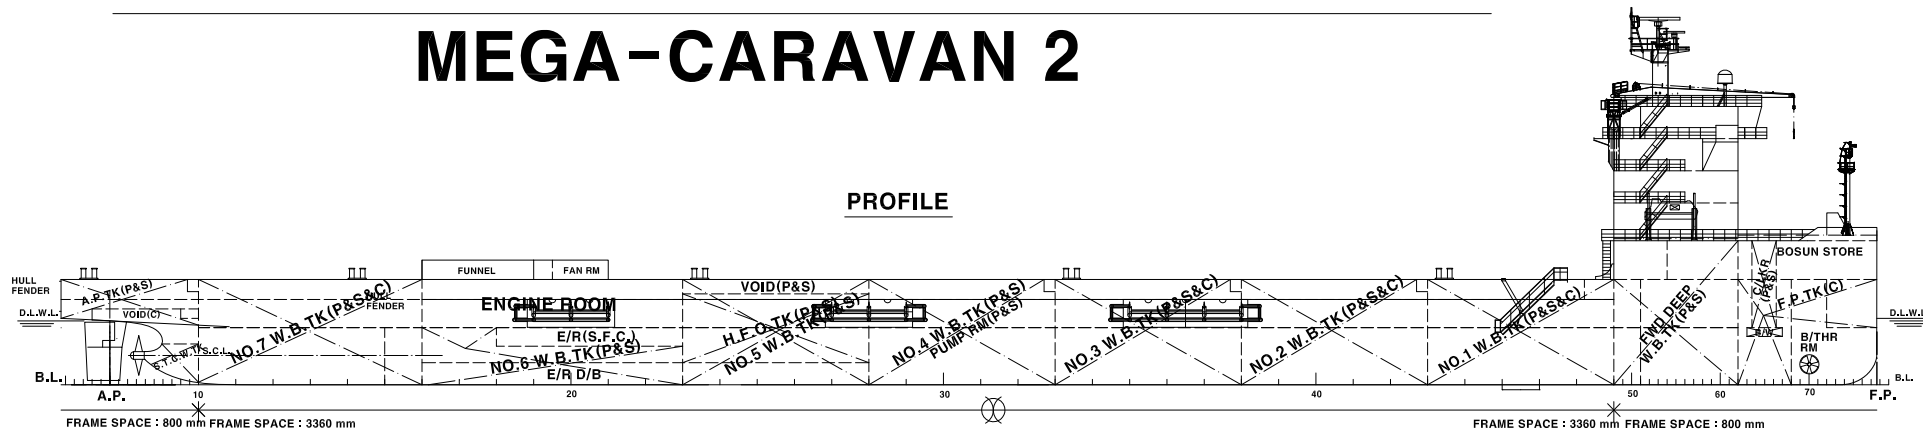 MEGA-CARAVAN 2
PROFILE
BOSUN STORE
HULL
FENDER
FUNNEL
FAN RM
A.P.TK(P&S)
VOID(C)
D.L.W.L.
S.T.C.W.TK
S.C.L.
NO.7 W.B.TK(P&S&C)
HULL
FENDER
ENGINE ROOM
E/R(S.F.C.)
NO.6 W.B.TK(P&S)
E/R D/B
VOID(P&S)
H.F.O.TK(P&S)
NO.5 W.B.TK(P&S)
NO.4 W.B.TK(P&S)
PUMP RM(P&S)
NO.3 W.B.TK(P&S&C)
NO.2 W.B.TK(P&S&C)
NO.1 W.B.TK(P&S&C)
FWD DEEP
W.B.TK(P&S)
C/LKR
(P&S)
F.P.TK(C)
B/THR
RM
D.L.W.L
B.L.
B.L.
A.P.
10
20
30
40
50
60
70
F.P.
FRAME SPACE : 800 mm
FRAME SPACE : 3360 mm
FRAME SPACE : 3360 mm
FRAME SPACE : 800 mm